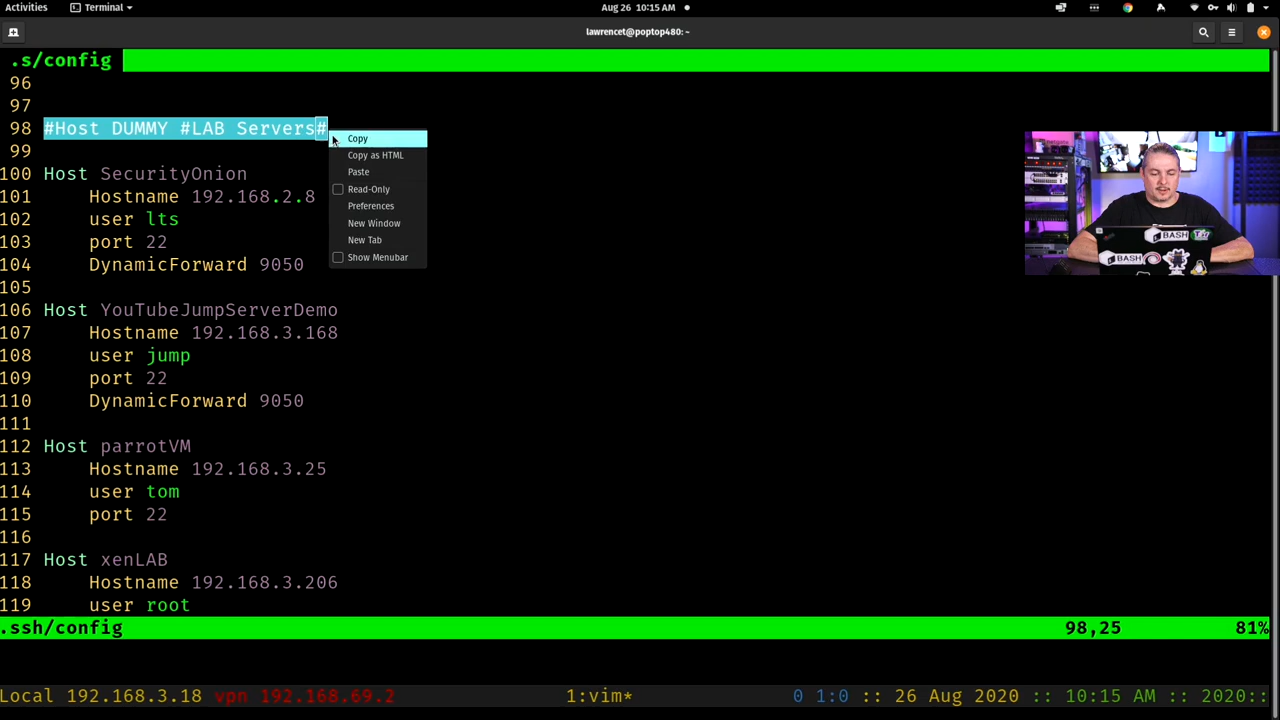 Activities Terminal Aug 26 10:15 AM
lawrencet@poptop480: ~
.s/config
96
97
98 #Host DUMMY #LAB Servers#
99
100 Host SecurityOnion
101 Hostname 192.168.2.8
102 user lts
103 port 22
104 DynamicForward 9050
105
106 Host YouTubeJumpServerDemo
107 Hostname 192.168.3.168
108 user jump
109 port 22
110 DynamicForward 9050
111
112 Host parrotVM
113 Hostname 192.168.3.25
114 user tom
115 port 22
116
117 Host xenLAB
118 Hostname 192.168.3.206
119 user root
Copy
Copy as HTML
Paste
Read-Only
Preferences
New Window
New Tab
Show Menubar
BASH
BASH
.ssh/config 98,25 81%
Local 192.168.3.18 vpn 192.168.69.2 1:vim* 0 1:0 :: 26 Aug 2020 :: 10:15 AM :: 2020::